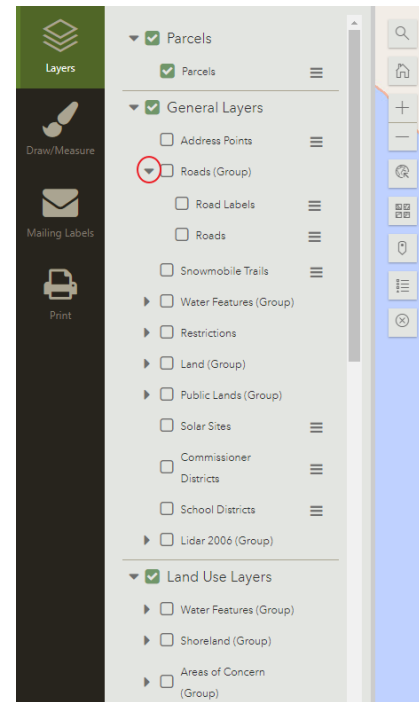 Layers
Draw/Measure
Mailing Labels
Print
Parcels
Parcels
General Layers
Address Points
Roads (Group)
Road Labels
Roads
Snowmobile Trails
Water Features (Group)
Restrictions
Land (Group)
Public Lands (Group)
Solar Sites
Commissioner
Districts
School Districts
Lidar 2006 (Group)
Land Use Layers
Water Features (Group)
Shoreland (Group)
Areas of Concern
(Group)